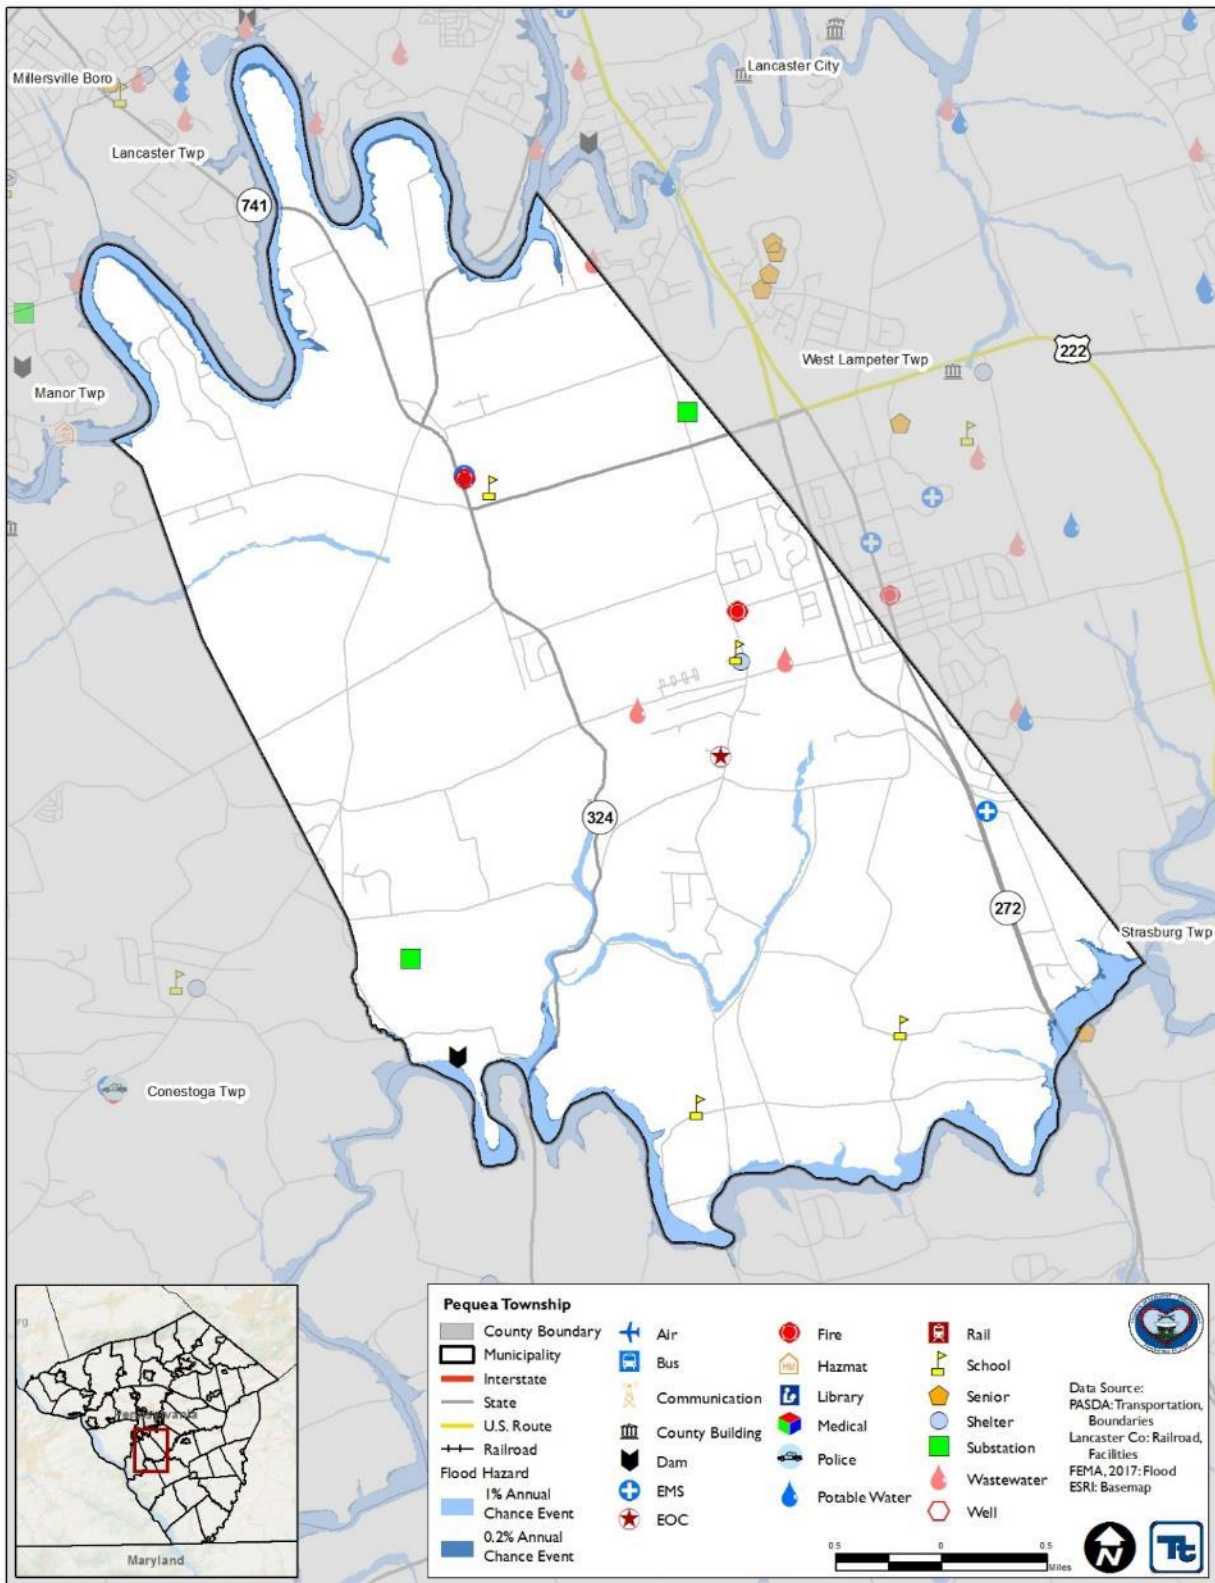 Millersville Boro
Lancaster City
Lancaster Twp
741
West Lampeter Twp
222
Manor Twp
324
272
Strasburg Twp
Conestoga Twp
Pennsylvania
Maryland
Pequea Township
County Boundary
Municipality
Interstate
State
U.S. Route
Railroad
Flood Hazard
1% Annual
Chance Event
0.2% Annual
Chance Event
Air
Bus
Communication
County Building
Dam
EMS
EOC
Fire
Hazmat
Library
Medical
Police
Potable Water
Rail
School
Senior
Shelter
Substation
Wastewater
Well
Data Source:
PASDA: Transportation,
Boundaries
Lancaster Co: Railroad,
Facilities
FEMA, 2017: Flood
ESRI: Basemap
0.5 0 0.5
Miles
N
Tt